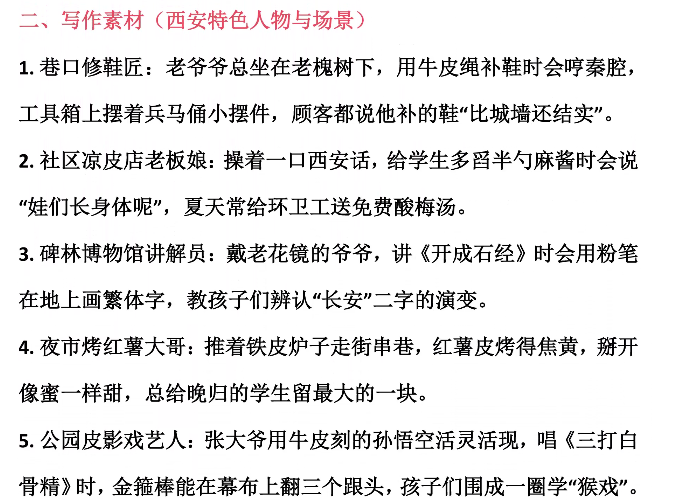 二、写作素材（西安特色人物与场景）
1. 巷口修鞋匠：老爷爷总坐在老槐树下，用牛皮绳补鞋时会哼秦腔，
工具箱上摆着兵马俑小摆件，顾客都说他补的鞋“比城墙还结实”。
2. 社区凉皮店老板娘：操着一口西安话，给学生多舀半勺麻酱时会说
“娃们长身体呢”，夏天常给环卫工送免费酸梅汤。
3. 碑林博物馆讲解员：戴老花镜的爷爷，讲《开成石经》时会用粉笔
在地上画繁体字，教孩子们辨认“长安”二字的演变。
4. 夜市烤红薯大哥：推着铁皮炉子走街串巷，红薯皮烤得焦黄，掰开
像蜜一样甜，总给晚归的学生留最大的一块。
5. 公园皮影戏艺人：张大爷用牛皮刻的孙悟空活灵活现，唱《三打白
骨精》时，金箍棒能在幕布上翻三个跟头，孩子们围成一圈学“猴戏”。